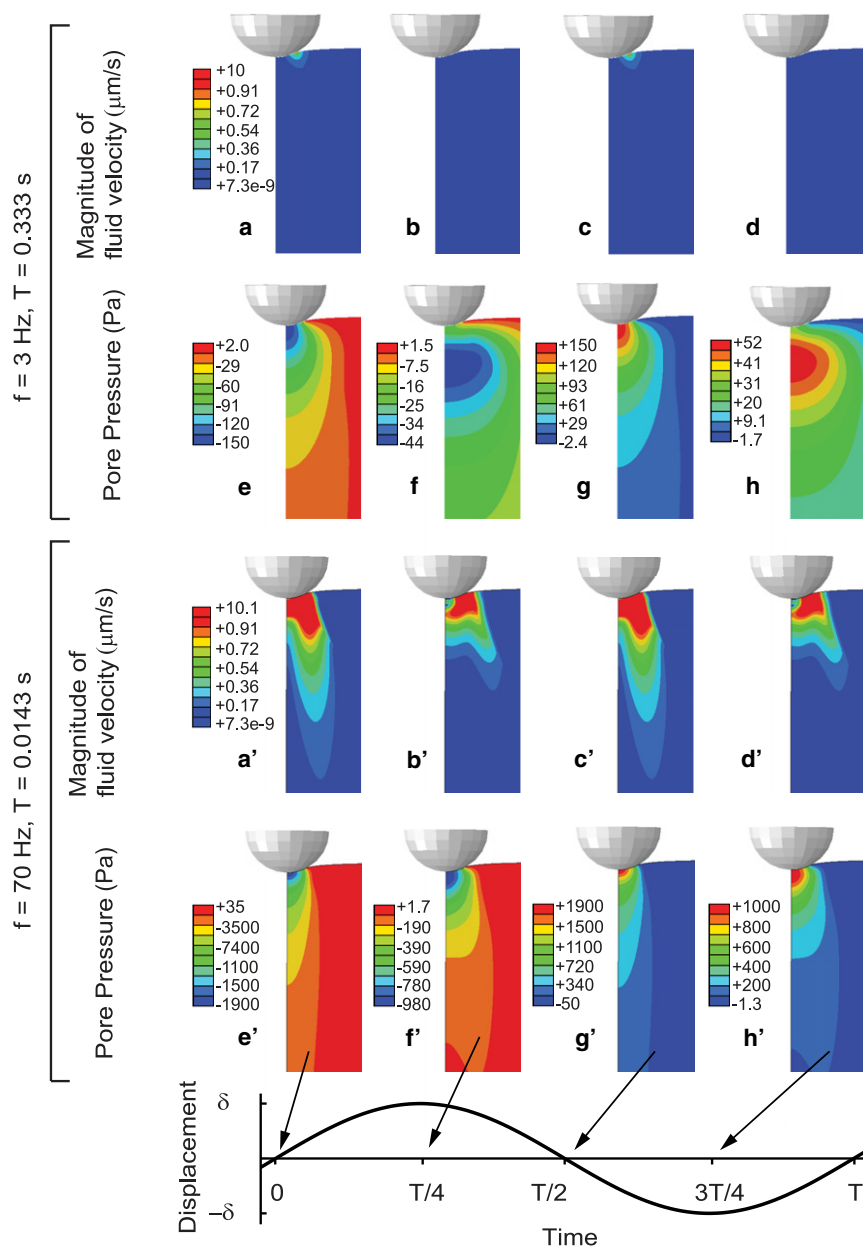 f = 3 Hz, T = 0.333 s
Magnitude of
fluid velocity (μm/s)
+10
+0.91
+0.72
+0.54
+0.36
+0.17
+7.3e-9
a
b
c
d
Pore Pressure (Pa)
+2.0
-29
-60
-91
-120
-150
e
+1.5
-7.5
-16
-25
-34
-44
f
+150
+120
+93
+61
+29
-2.4
g
+52
+41
+31
+20
+9.1
-1.7
h
f = 70 Hz, T = 0.0143 s
Magnitude of
fluid velocity (μm/s)
+10.1
+0.91
+0.72
+0.54
+0.36
+0.17
+7.3e-9
a’
b’
c’
d’
Pore Pressure (Pa)
+35
-3500
-7400
-1100
-1500
-1900
e’
+1.7
-190
-390
-590
-780
-980
f’
+1900
+1500
+1100
+720
+340
-50
g’
+1000
+800
+600
+400
+200
-1.3
h’
Displacement
δ
–δ
0 T/4 T/2 3T/4 T
Time